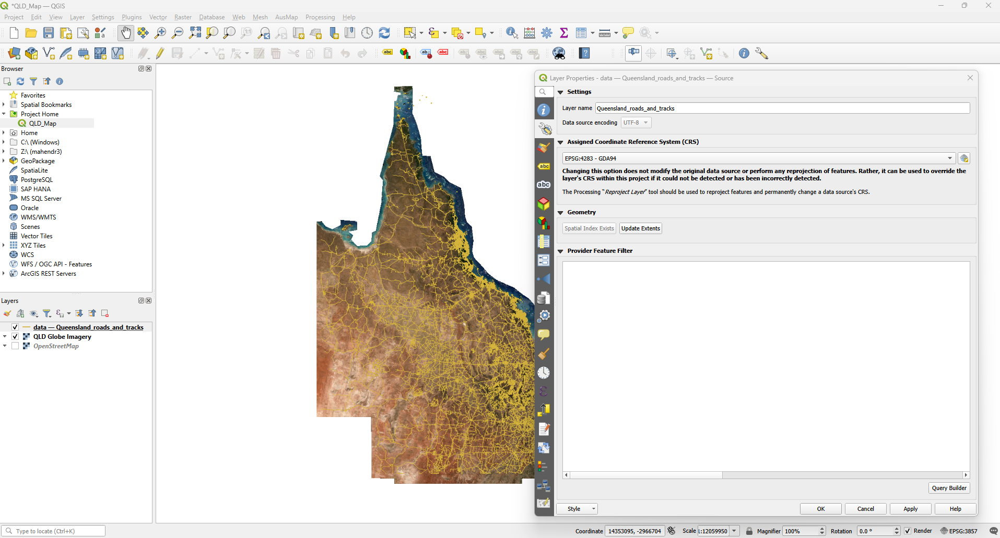 *QLD_Map — QGIS
Project Edit View Layer Settings Plugins Vector Raster Database Web Mesh AusMap Processing Help
Browser
Favorites
Spatial Bookmarks
Project Home
QLD_Map
Home
C:\ (Windows)
Z:\ (mahendr3)
GeoPackage
SpatiaLite
PostgreSQL
SAP HANA
MS SQL Server
Oracle
WMS/WMTS
Scenes
Vector Tiles
XYZ Tiles
WCS
WFS / OGC API - Features
ArcGIS REST Servers
Layers
data — Queensland_roads_and_tracks
QLD Globe Imagery
OpenStreetMap
Layer Properties - data — Queensland_roads_and_tracks — Source
Settings
Layer name Queensland_roads_and_tracks
Data source encoding UTF-8
Assigned Coordinate Reference System (CRS)
EPSG:4283 - GDA94
Changing this option does not modify the original data source or perform any reprojection of features. Rather, it can be used to override the
layer's CRS within this project if it could not be detected or has been incorrectly detected.
The Processing “Reproject Layer” tool should be used to reproject features and permanently change a data source's CRS.
Geometry
Spatial Index Exists Update Extents
Provider Feature Filter
Query Builder
Style OK Cancel Apply Help
Type to locate (Ctrl+K)
Coordinate 14353095, -2966704 Scale 1:12059950 Magnifier 100% Rotation 0.0 ° Render EPSG:3857
abc
abc
abc
abc
abc
abc